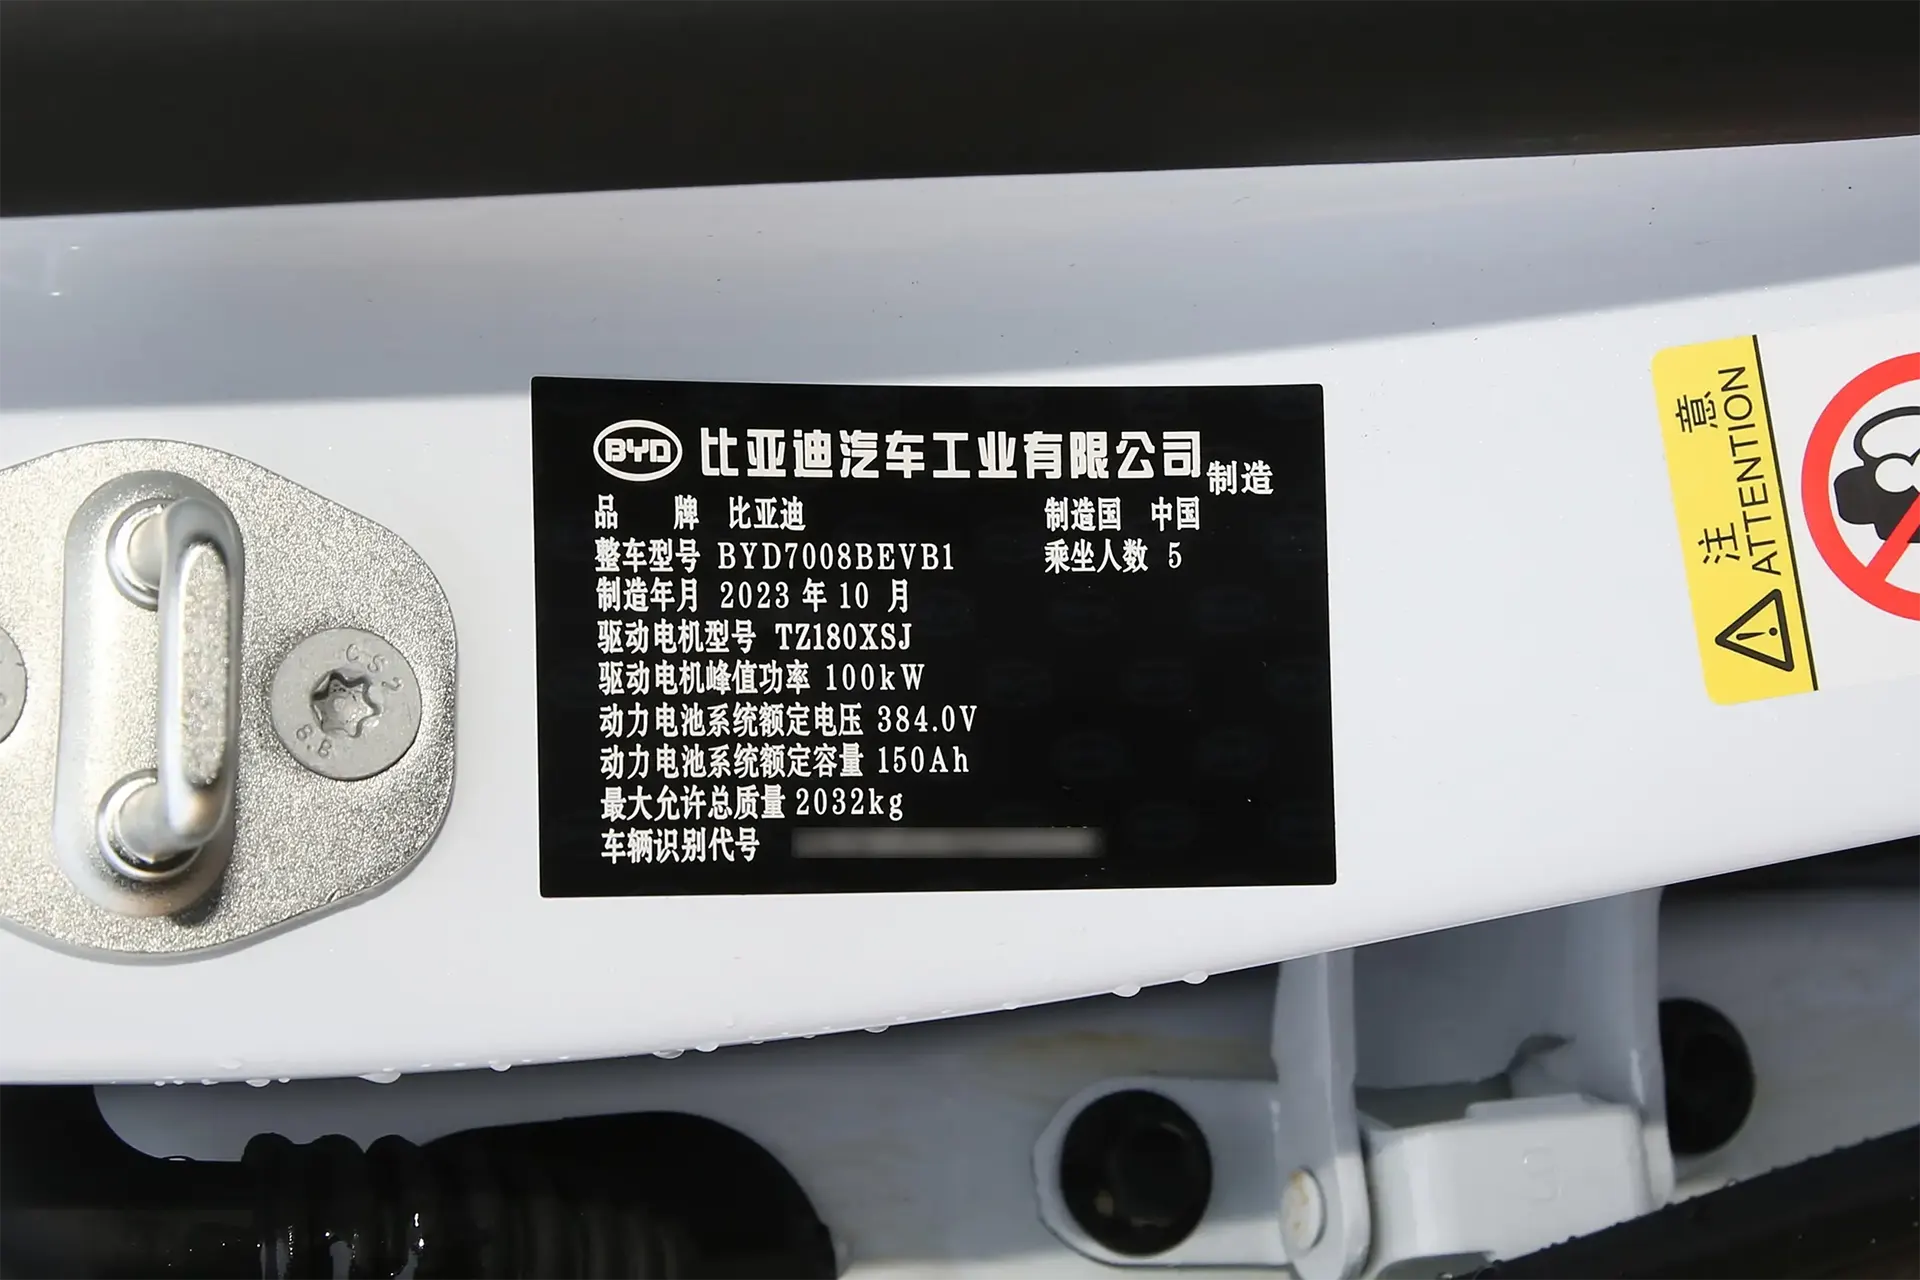 BYD 比亚迪汽车工业有限公司制造
品 牌 比亚迪 制造国 中国
整车型号 BYD7008BEVB1 乘坐人数 5
制造年月 2023 年 10 月
驱动电机型号 TZ180XSJ
驱动电机峰值功率 100kW
动力电池系统额定电压 384.0V
动力电池系统额定容量 150Ah
最大允许总质量 2032kg
车辆识别代号
注 意
ATTENTION
CS2
8.8